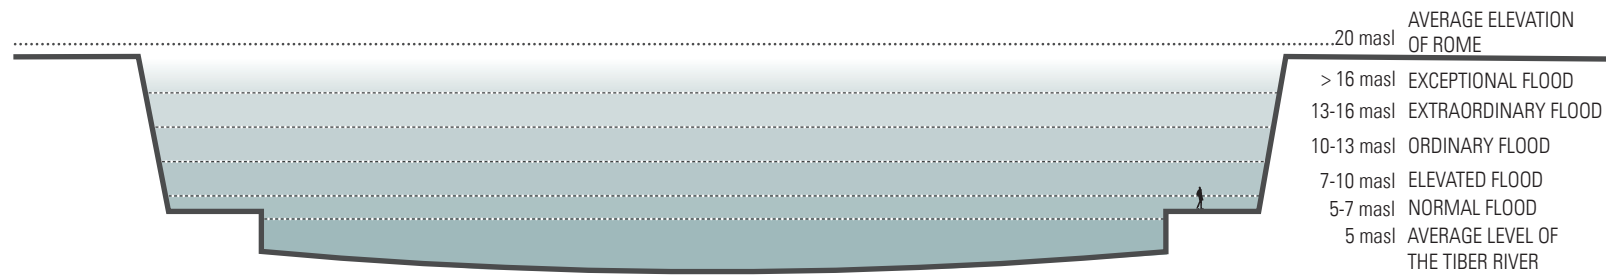 20 masl AVERAGE ELEVATION
OF ROME
> 16 masl EXCEPTIONAL FLOOD
13-16 masl EXTRAORDINARY FLOOD
10-13 masl ORDINARY FLOOD
7-10 masl ELEVATED FLOOD
5-7 masl NORMAL FLOOD
5 masl AVERAGE LEVEL OF
THE TIBER RIVER